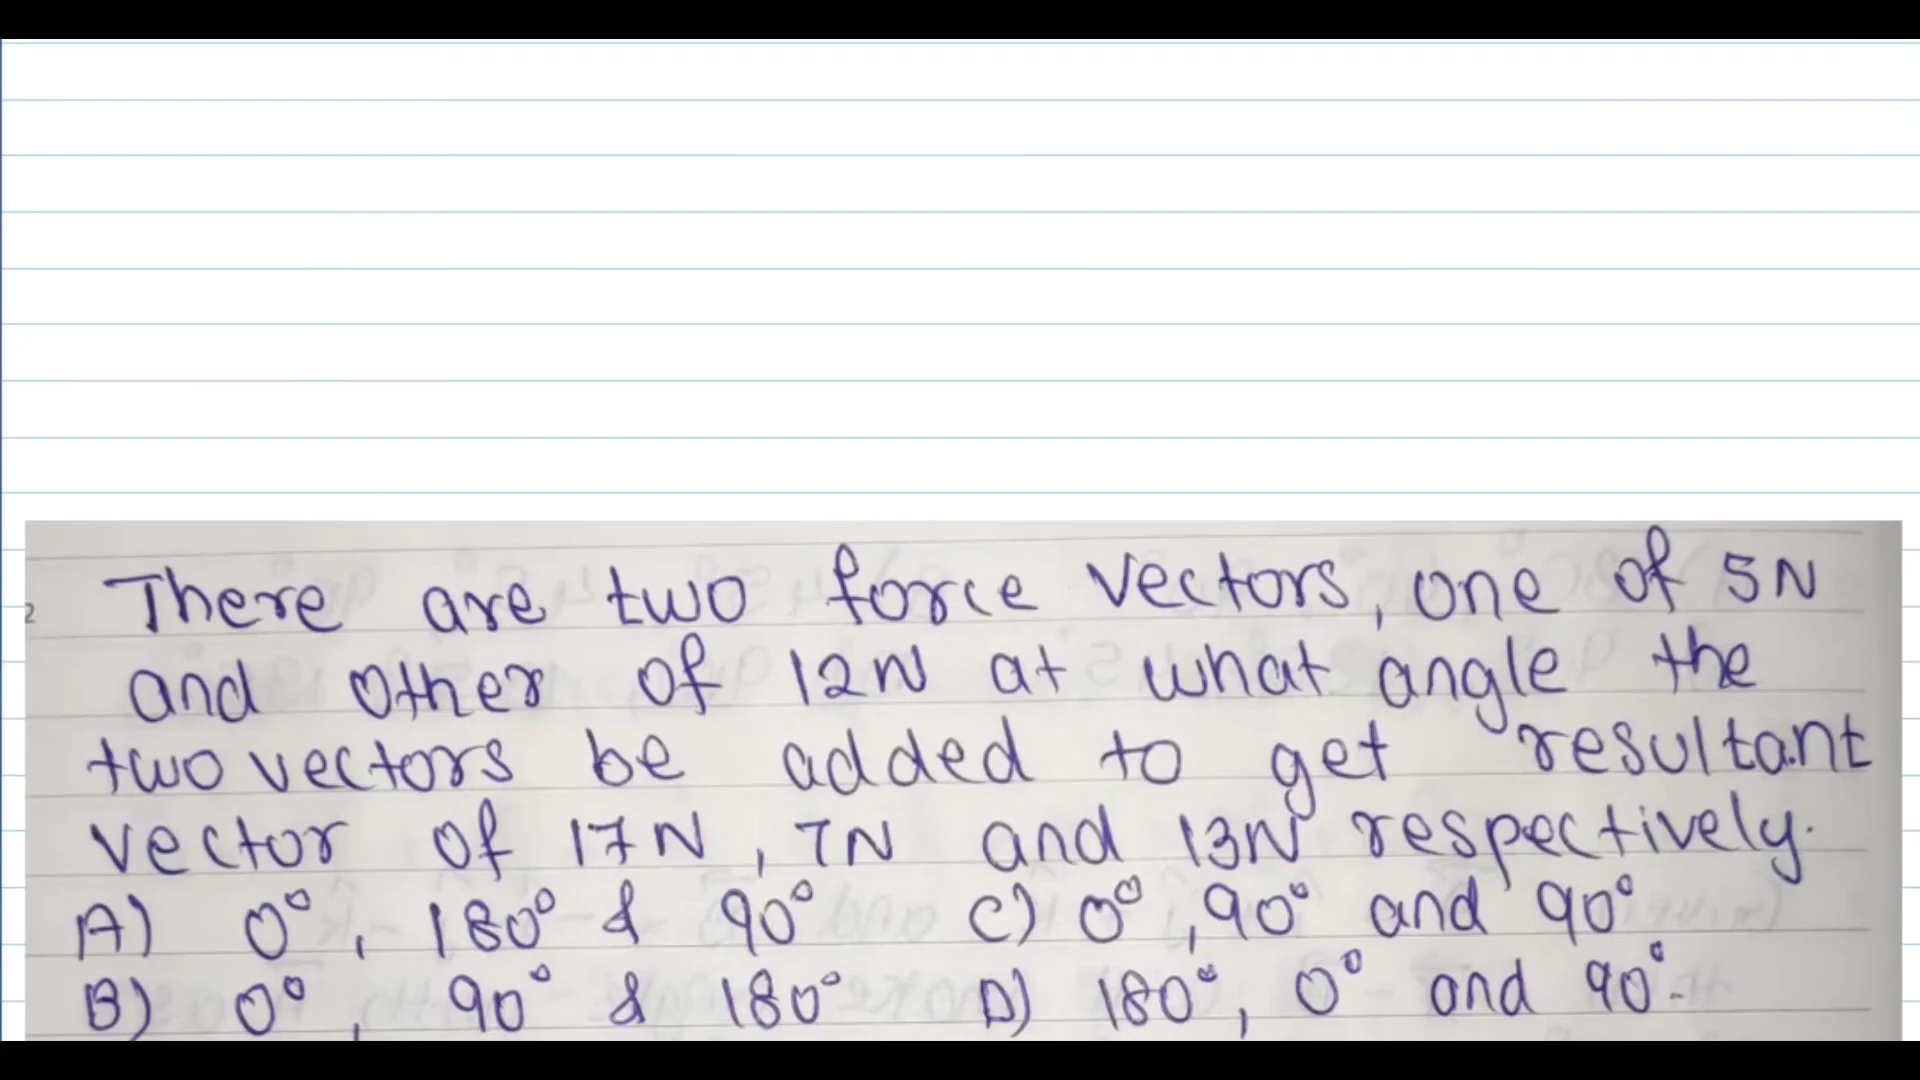 2 There are two force vectors, one of 5N
and other of 12N at what angle the
two vectors be added to get resultant
vector of 17N, 7N and 13N respectively.
A) 0°, 180° & 90° C) 0°, 90° and 90°
B) 0°, 90° & 180° D) 180°, 0° and 90°.